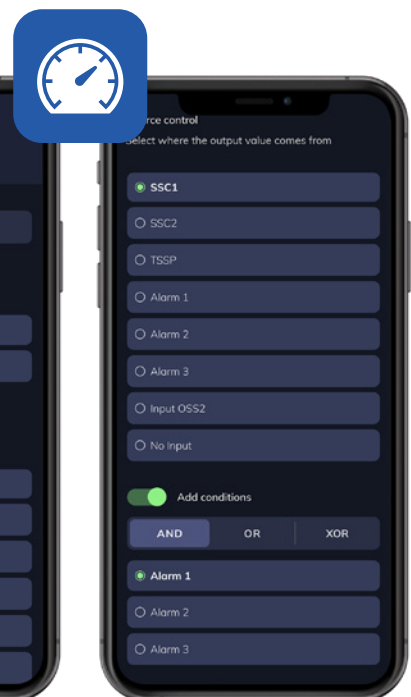 rce control
Select where the output value comes from
SSC1
SSC2
TSSP
Alarm 1
Alarm 2
Alarm 3
Input OSS2
No Input
Add conditions
AND OR XOR
Alarm 1
Alarm 2
Alarm 3